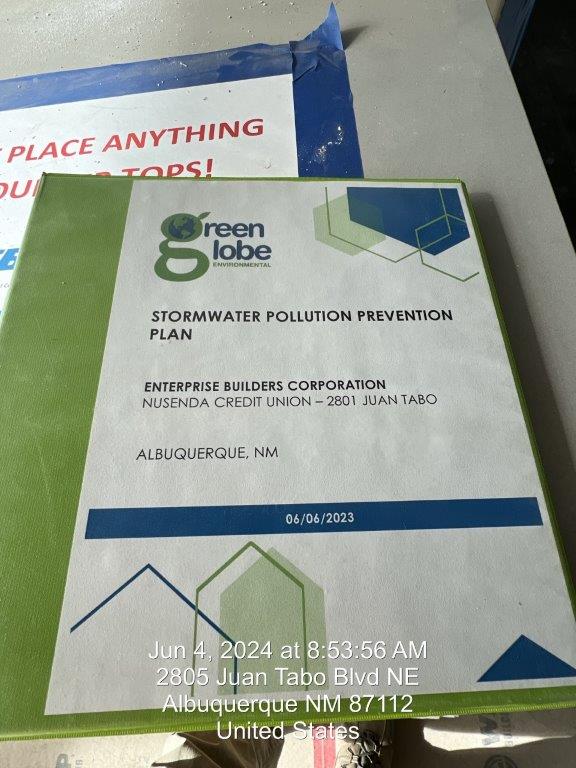 PLACE ANYTHING
TOPS!
green
globe
ENVIRONMENTAL
STORMWATER POLLUTION PREVENTION
PLAN
ENTERPRISE BUILDERS CORPORATION
NUSENDA CREDIT UNION – 2801 JUAN TABO
ALBUQUERQUE, NM
06/06/2023
Jun 4, 2024 at 8:53:56 AM
2805 Juan Tabo Blvd NE
Albuquerque NM 87112
United States